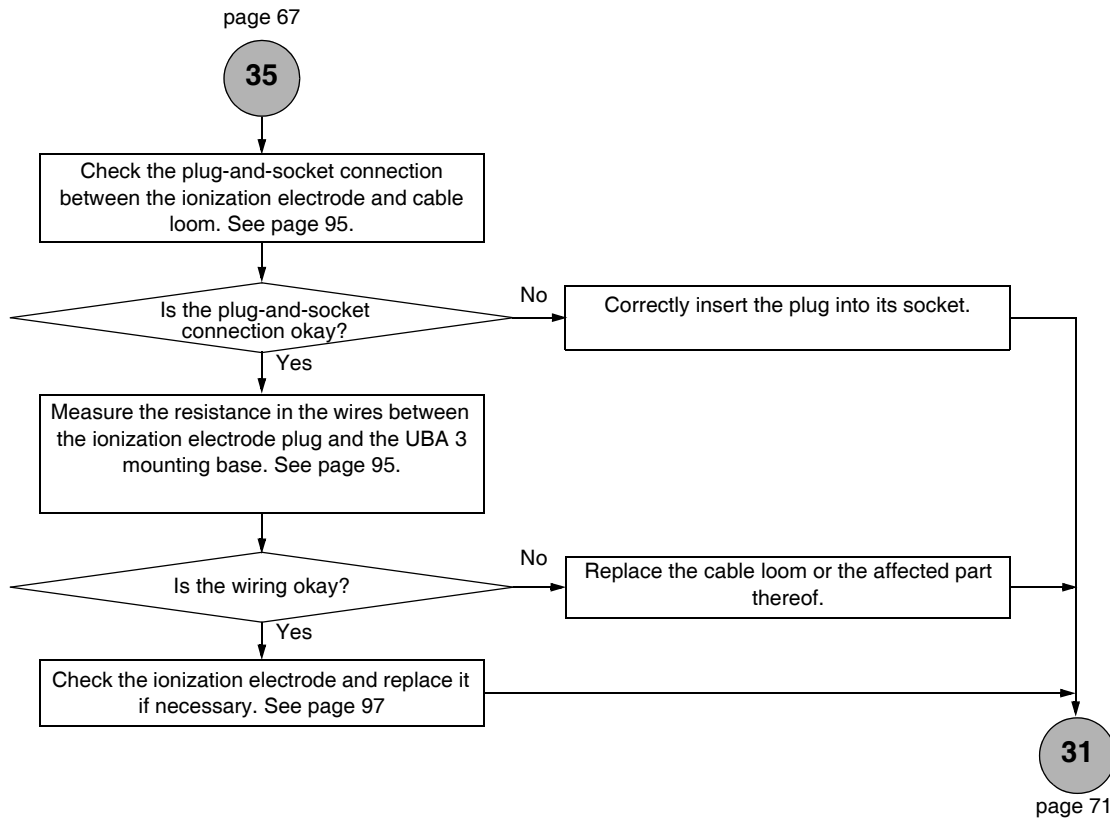 page 67
35
Check the plug-and-socket connection
between the ionization electrode and cable
loom. See page 95.
Is the plug-and-socket
connection okay?
No
Correctly insert the plug into its socket.
Yes
Measure the resistance in the wires between
the ionization electrode plug and the UBA 3
mounting base. See page 95.
Is the wiring okay?
No
Replace the cable loom or the affected part
thereof.
Yes
Check the ionization electrode and replace it
if necessary. See page 97
31
page 71